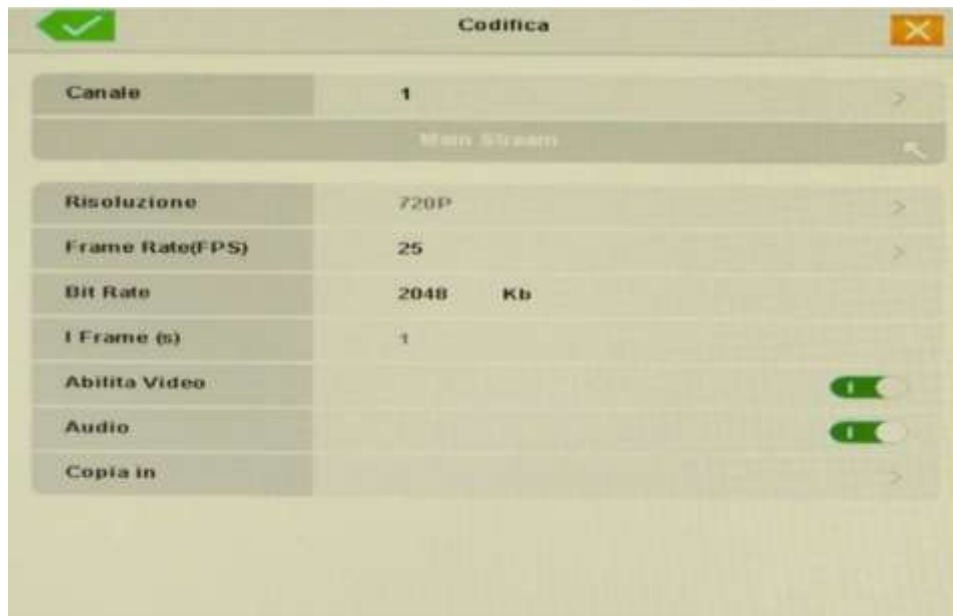 Codifica
Canale 1
Main Stream
Risoluzione 720P
Frame Rate(FPS) 25
Bit Rate 2048 Kb
I Frame (s) 1
Abilita Video
Audio
Copia in